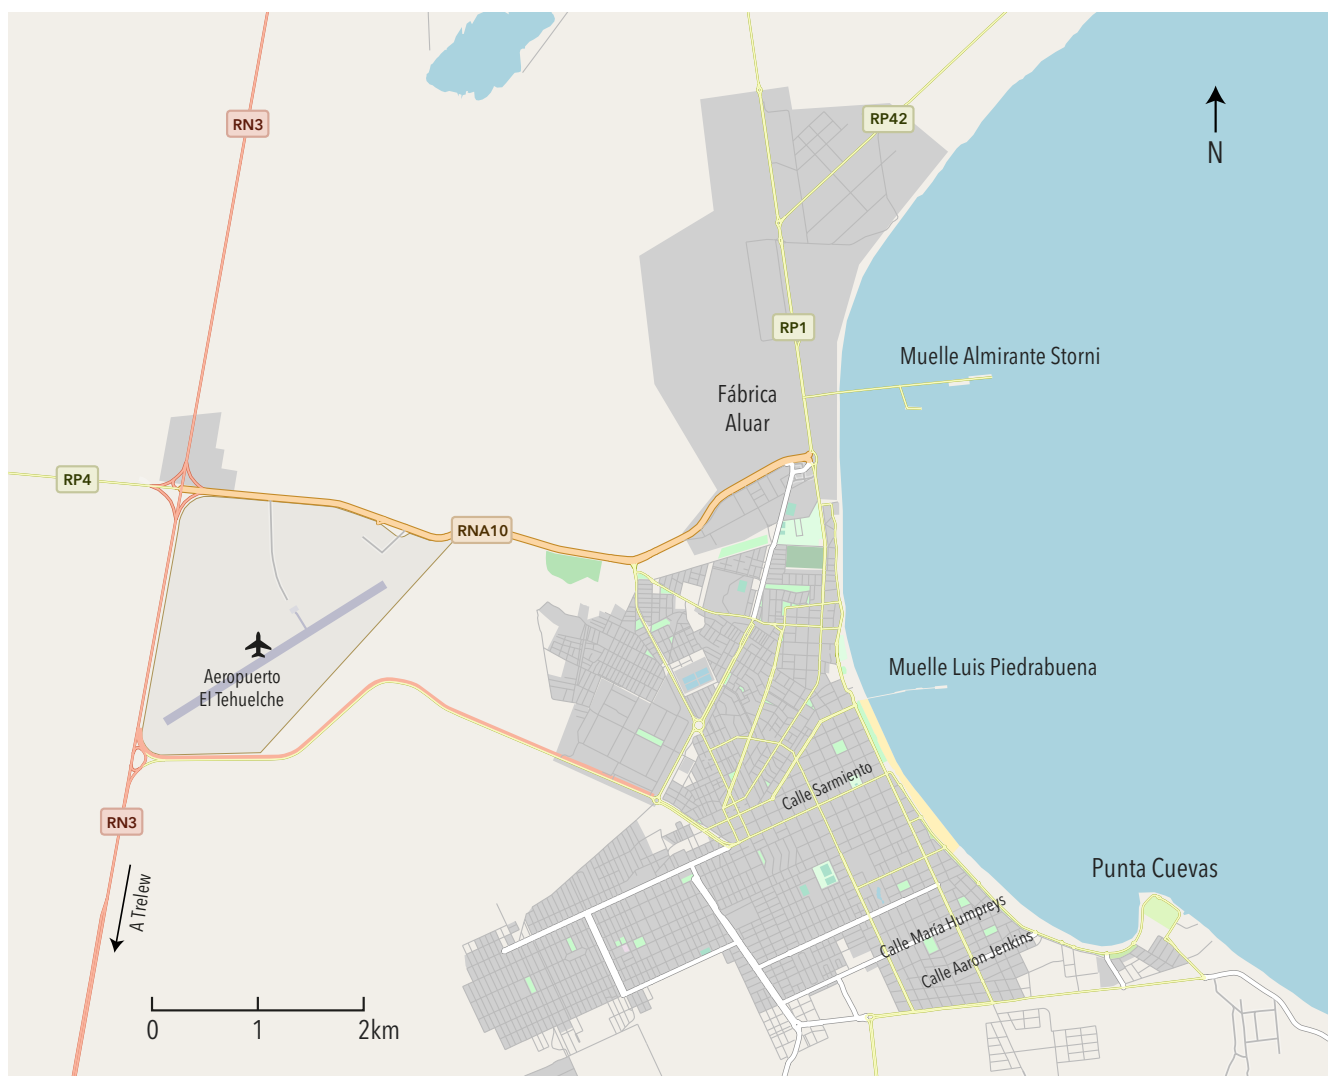 RN3
RP42
N
RP1
Muelle Almirante Storni
Fábrica
Aluar
RP4
RNA10
Muelle Luis Piedrabuena
Aeropuerto
El Tehuelche
Calle Sarmiento
RN3
Punta Cuevas
A Trelew
Calle María Humpreys
Calle Aaron Jenkins
0 1 2km